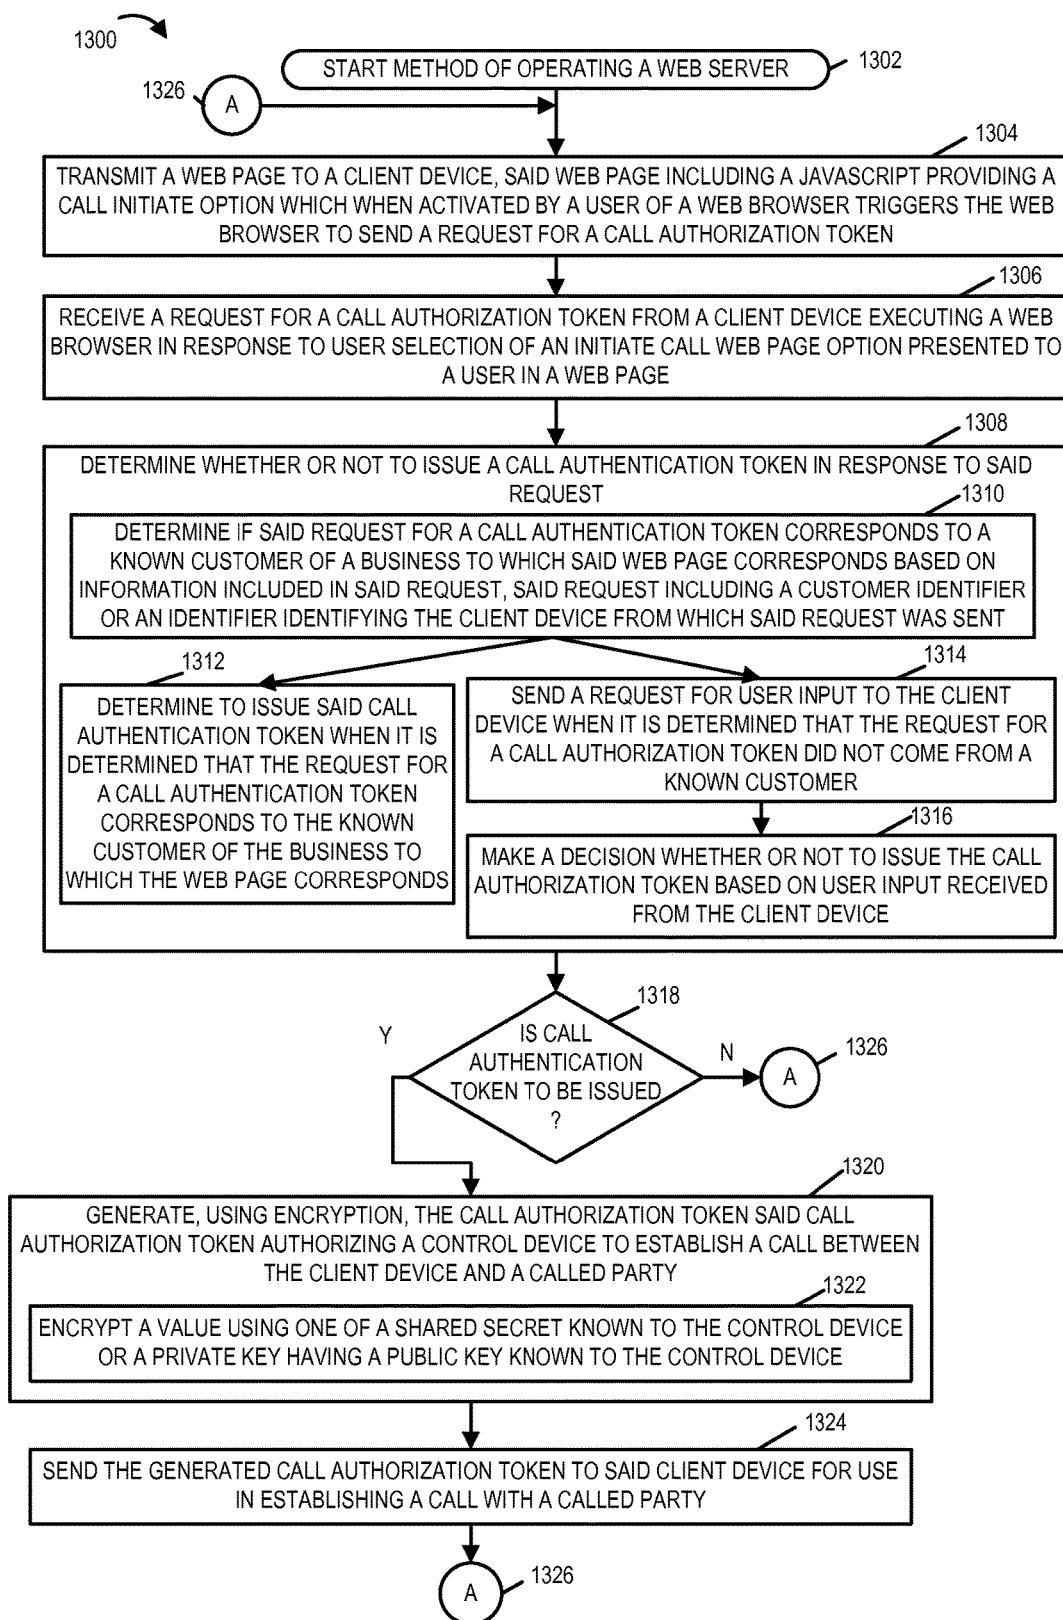 1300
START METHOD OF OPERATING A WEB SERVER
1302
1326
A
1304
TRANSMIT A WEB PAGE TO A CLIENT DEVICE, SAID WEB PAGE INCLUDING A JAVASCRIPT PROVIDING A
CALL INITIATE OPTION WHICH WHEN ACTIVATED BY A USER OF A WEB BROWSER TRIGGERS THE WEB
BROWSER TO SEND A REQUEST FOR A CALL AUTHORIZATION TOKEN
1306
RECEIVE A REQUEST FOR A CALL AUTHORIZATION TOKEN FROM A CLIENT DEVICE EXECUTING A WEB
BROWSER IN RESPONSE TO USER SELECTION OF AN INITIATE CALL WEB PAGE OPTION PRESENTED TO
A USER IN A WEB PAGE
1308
DETERMINE WHETHER OR NOT TO ISSUE A CALL AUTHENTICATION TOKEN IN RESPONSE TO SAID
REQUEST
1310
DETERMINE IF SAID REQUEST FOR A CALL AUTHENTICATION TOKEN CORRESPONDS TO A
KNOWN CUSTOMER OF A BUSINESS TO WHICH SAID WEB PAGE CORRESPONDS BASED ON
INFORMATION INCLUDED IN SAID REQUEST, SAID REQUEST INCLUDING A CUSTOMER IDENTIFIER
OR AN IDENTIFIER IDENTIFYING THE CLIENT DEVICE FROM WHICH SAID REQUEST WAS SENT
1312
DETERMINE TO ISSUE SAID CALL
AUTHENTICATION TOKEN WHEN IT IS
DETERMINED THAT THE REQUEST FOR
A CALL AUTHENTICATION TOKEN
CORRESPONDS TO THE KNOWN
CUSTOMER OF THE BUSINESS TO
WHICH THE WEB PAGE CORRESPONDS
1314
SEND A REQUEST FOR USER INPUT TO THE CLIENT
DEVICE WHEN IT IS DETERMINED THAT THE REQUEST FOR
A CALL AUTHORIZATION TOKEN DID NOT COME FROM A
KNOWN CUSTOMER
1316
MAKE A DECISION WHETHER OR NOT TO ISSUE THE CALL
AUTHORIZATION TOKEN BASED ON USER INPUT RECEIVED
FROM THE CLIENT DEVICE
1318
IS CALL
AUTHENTICATION
TOKEN TO BE ISSUED
?
Y
N
A
1326
1320
GENERATE, USING ENCRYPTION, THE CALL AUTHORIZATION TOKEN SAID CALL
AUTHORIZATION TOKEN AUTHORIZING A CONTROL DEVICE TO ESTABLISH A CALL BETWEEN
THE CLIENT DEVICE AND A CALLED PARTY
1322
ENCRYPT A VALUE USING ONE OF A SHARED SECRET KNOWN TO THE CONTROL DEVICE
OR A PRIVATE KEY HAVING A PUBLIC KEY KNOWN TO THE CONTROL DEVICE
1324
SEND THE GENERATED CALL AUTHORIZATION TOKEN TO SAID CLIENT DEVICE FOR USE
IN ESTABLISHING A CALL WITH A CALLED PARTY
A
1326